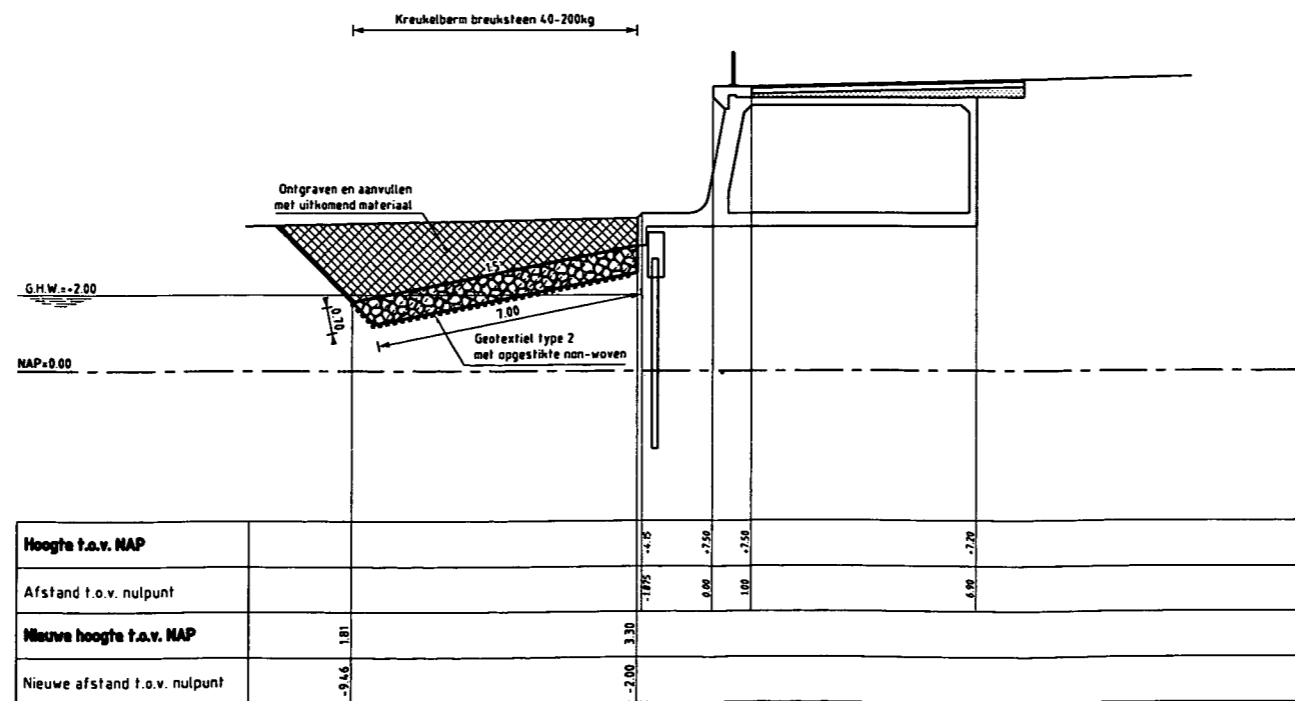 Kreukelberm breuksteen 40-200kg
Ontgraven en aanvullen
met uitkomend materiaal
1:5
G.H.W.=+2.00
0.70
7.00
Geotextiel type 2
met opgestikte non-woven
NAP=0.00
Hoogte t.o.v. NAP +4.15 +7.50 +7.50 +7.20
Afstand t.o.v. nulpunt -1.875 0.00 1.00 6.90
Nieuwe hoogte t.o.v. NAP 1.81 3.30
Nieuwe afstand t.o.v. nulpunt -9.46 -2.00